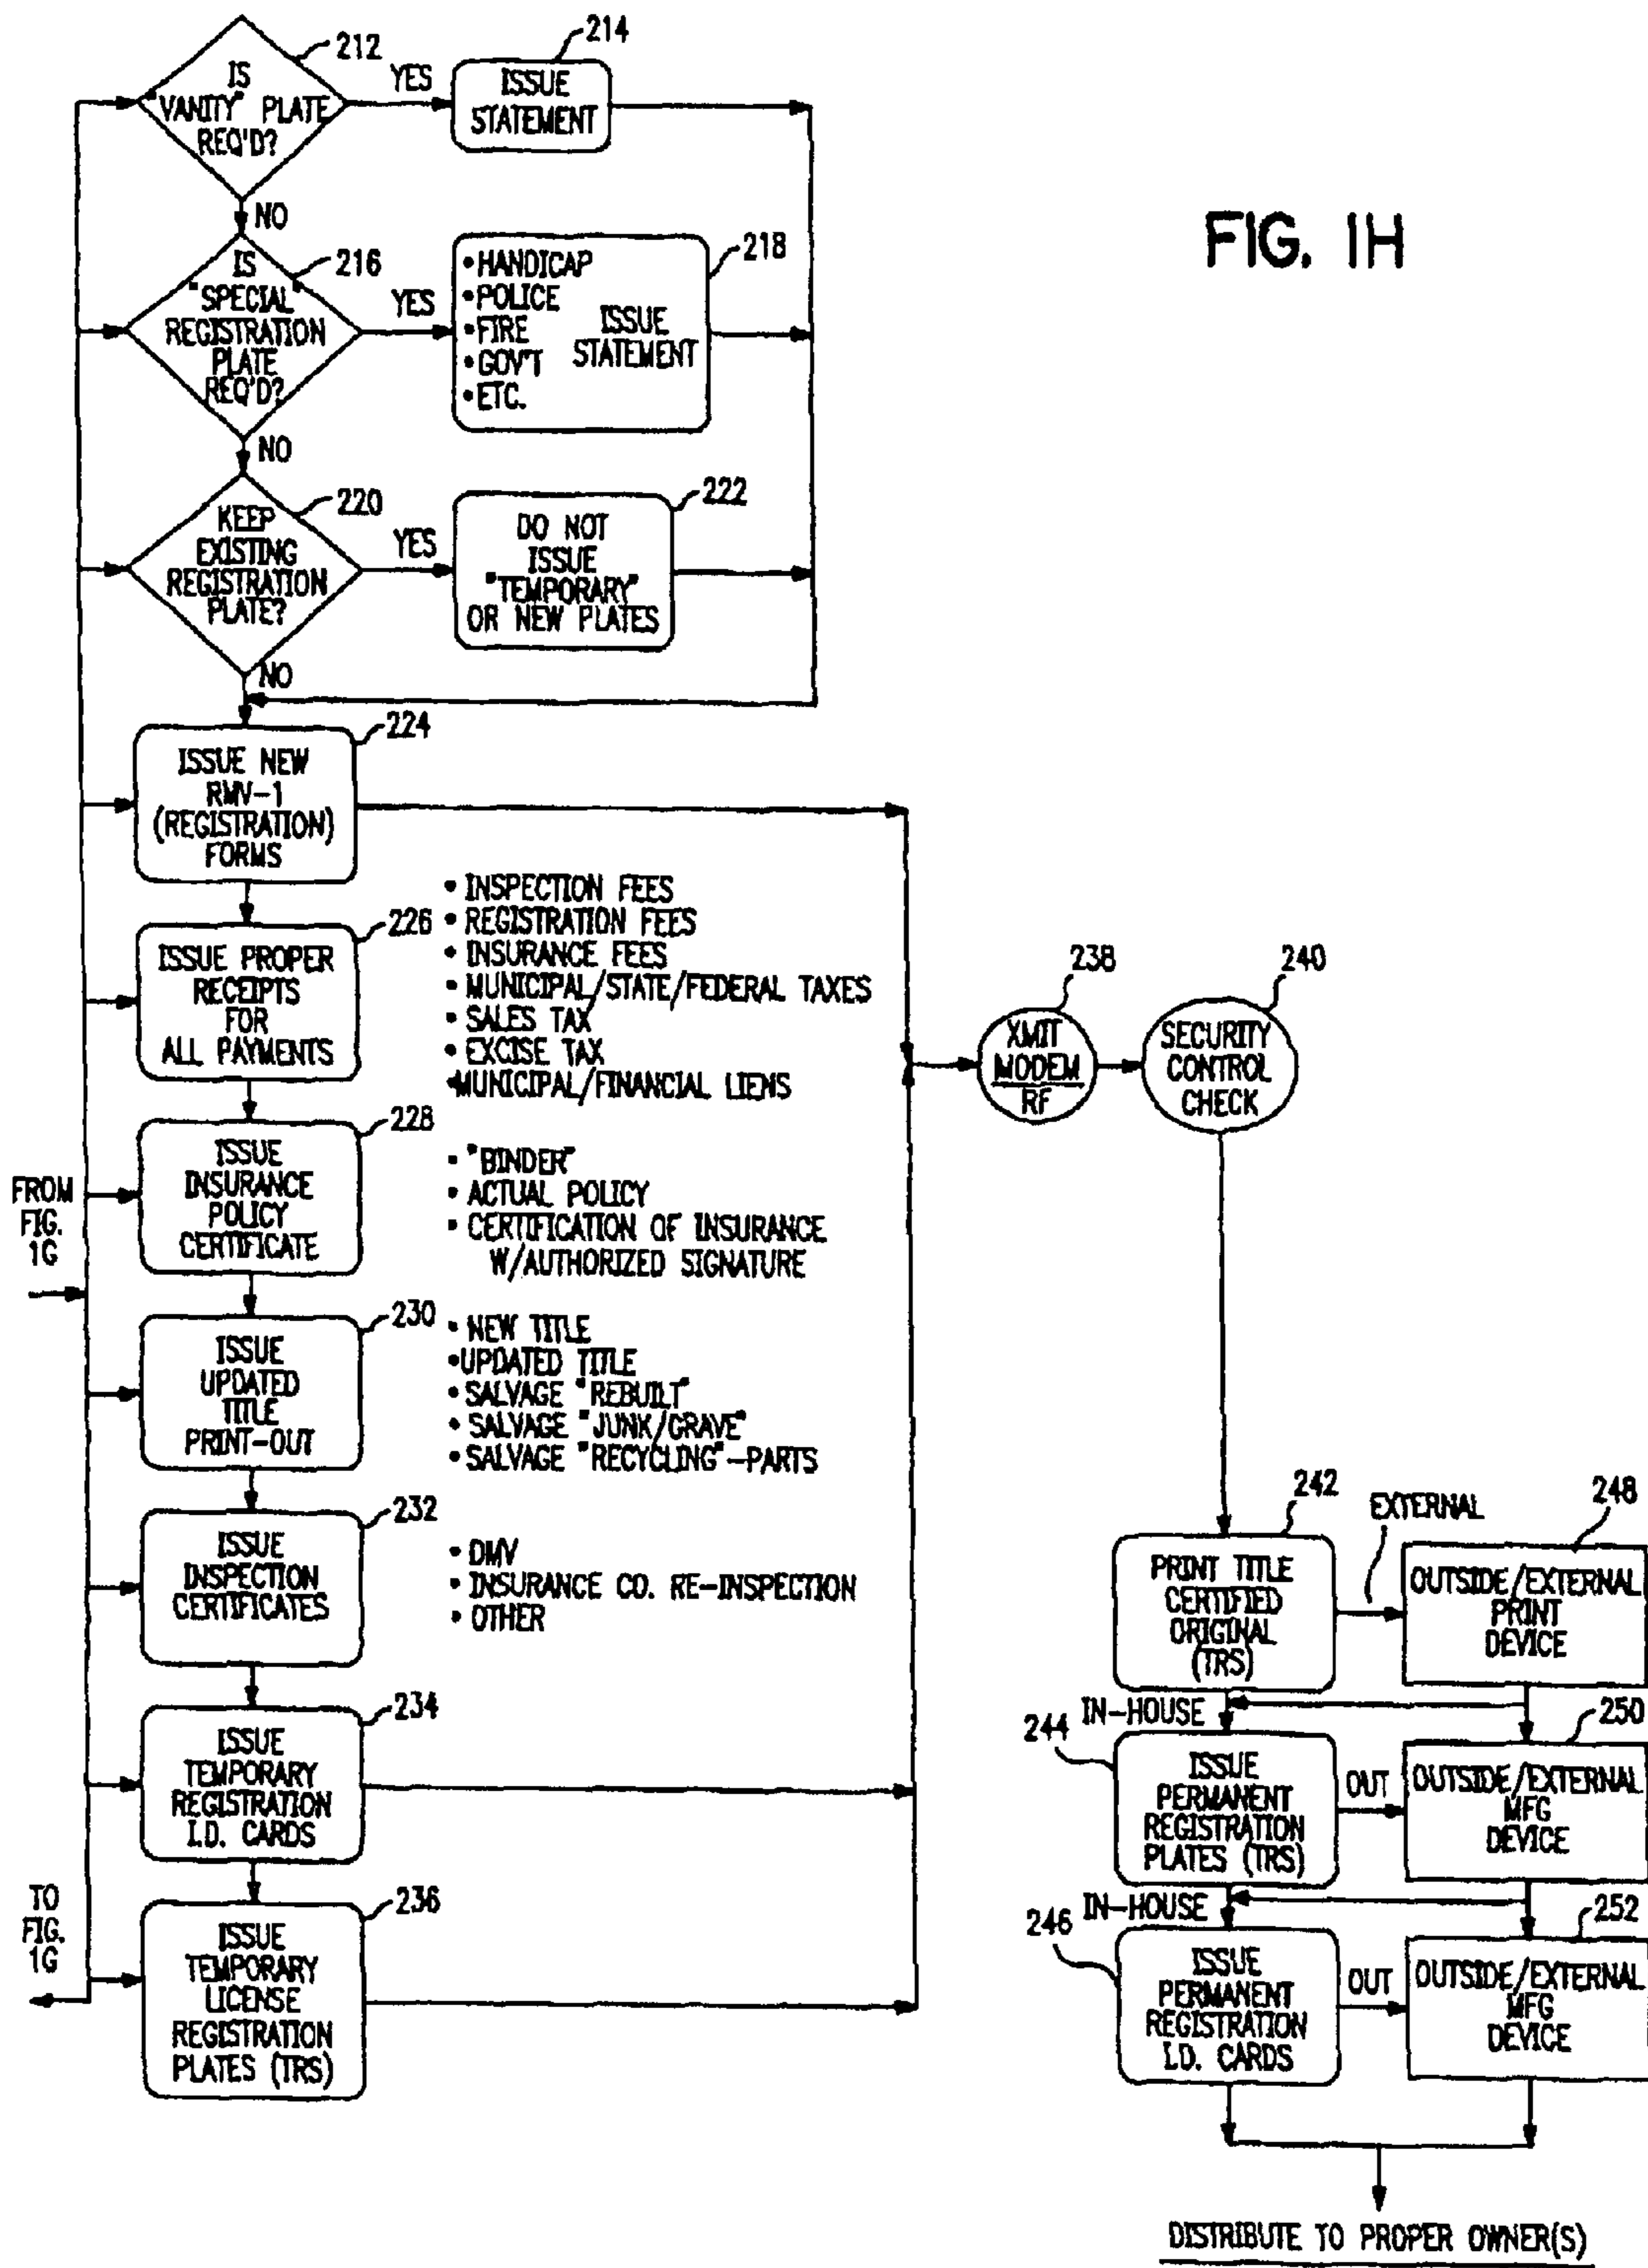 FIG. 1H
212
IS
"VANITY" PLATE
REQ'D?
YES
214
ISSUE
STATEMENT
NO
216
IS
"SPECIAL"
REGISTRATION
PLATE
REQ'D?
YES
218
• HANDICAP
• POLICE
• FIRE
• GOV'T
• ETC.
ISSUE
STATEMENT
NO
220
KEEP
EXISTING
REGISTRATION
PLATE?
YES
222
DO NOT
ISSUE
"TEMPORARY"
OR NEW PLATES
NO
224
ISSUE NEW
RMV-1
(REGISTRATION)
FORMS
226
ISSUE PROPER
RECEIPTS
FOR
ALL PAYMENTS
• INSPECTION FEES
• REGISTRATION FEES
• INSURANCE FEES
• MUNICIPAL/STATE/FEDERAL TAXES
• SALES TAX
• EXCISE TAX
•MUNICIPAL/FINANCIAL LIENS
228
ISSUE
INSURANCE
POLICY
CERTIFICATE
• "BINDER"
• ACTUAL POLICY
• CERTIFICATION OF INSURANCE
W/AUTHORIZED SIGNATURE
FROM
FIG.
1G
230
ISSUE
UPDATED
TITLE
PRINT-OUT
• NEW TITLE
•UPDATED TITLE
• SALVAGE "REBUILT"
• SALVAGE "JUNK/GRAVE"
• SALVAGE "RECYCLING"-PARTS
232
ISSUE
INSPECTION
CERTIFICATES
• DMV
• INSURANCE CO. RE-INSPECTION
• OTHER
234
ISSUE
TEMPORARY
REGISTRATION
I.D. CARDS
TO
FIG.
1G
236
ISSUE
TEMPORARY
LICENSE
REGISTRATION
PLATES (TRS)
238
XMIT
MODEM
RF
240
SECURITY
CONTROL
CHECK
242
PRINT TITLE
CERTIFIED
ORIGINAL
(TRS)
EXTERNAL
248
OUTSIDE/EXTERNAL
PRINT
DEVICE
IN-HOUSE
244
ISSUE
PERMANENT
REGISTRATION
PLATES (TRS)
OUT
250
OUTSIDE/EXTERNAL
MFG
DEVICE
IN-HOUSE
246
ISSUE
PERMANENT
REGISTRATION
I.D. CARDS
OUT
252
OUTSIDE/EXTERNAL
MFG
DEVICE
DISTRIBUTE TO PROPER OWNER(S)